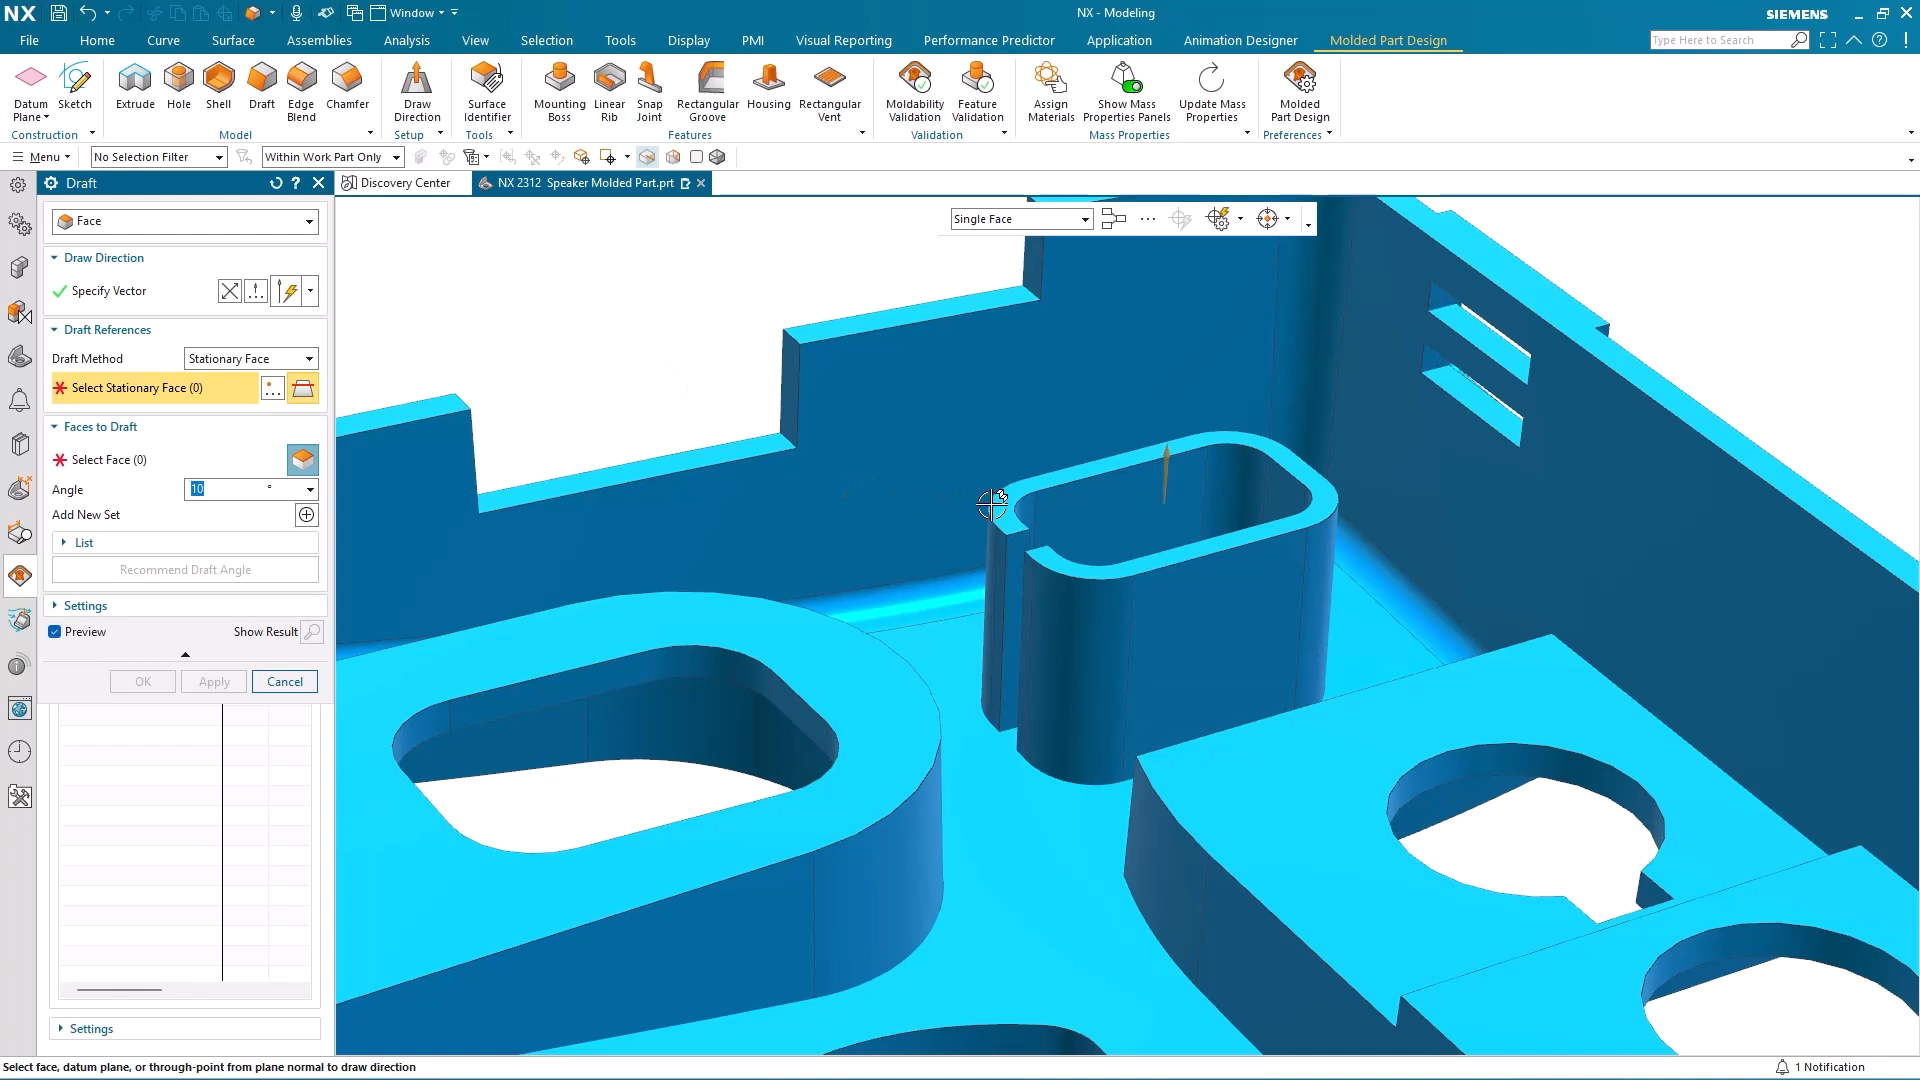 NX
Window
NX - Modeling
SIEMENS
File
Home
Curve
Surface
Assemblies
Analysis
View
Selection
Tools
Display
PMI
Visual Reporting
Performance Predictor
Application
Animation Designer
Molded Part Design
Type Here to Search
Datum Plane
Sketch
Extrude
Hole
Shell
Draft
Edge Blend
Chamfer
Draw Direction
Surface Identifier
Mounting Boss
Linear Rib
Snap Joint
Rectangular Groove
Housing
Rectangular Vent
Moldability Validation
Feature Validation
Assign Materials
Show Mass Properties Panels
Update Mass Properties
Molded Part Design
Construction
Model
Setup
Tools
Features
Validation
Mass Properties
Preferences
Menu
No Selection Filter
Within Work Part Only
Draft
Discovery Center
NX 2312 Speaker Molded Part.prt
Face
Single Face
Draw Direction
Specify Vector
Draft References
Draft Method
Stationary Face
Select Stationary Face (0)
Faces to Draft
Select Face (0)
Angle
10
°
Add New Set
List
Recommend Draft Angle
Settings
Preview
Show Result
OK
Apply
Cancel
Settings
Select face, datum plane, or through-point from plane normal to draw direction
1 Notification